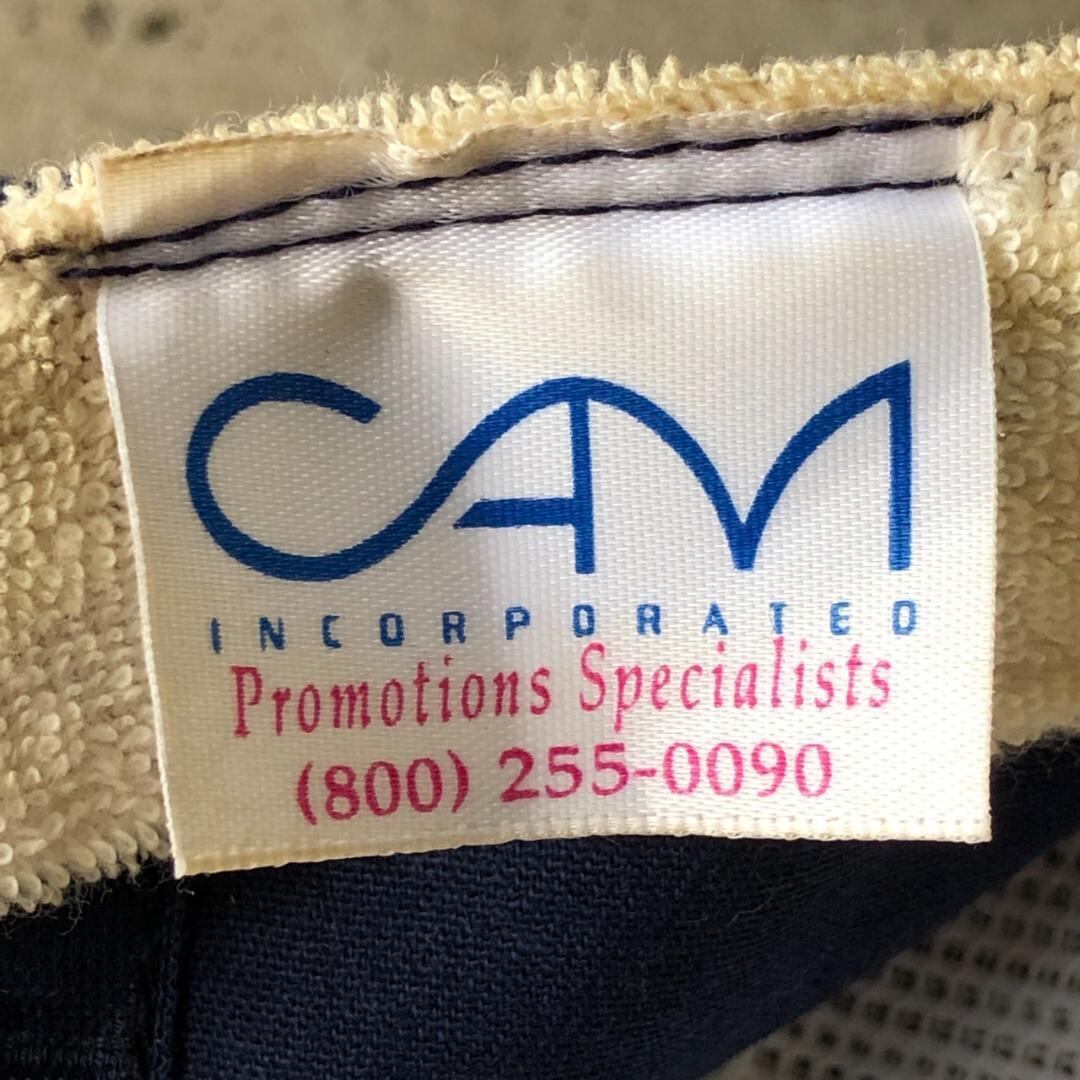 CAM
INCORPORATED
Promotions Specialists
(800) 255-0090